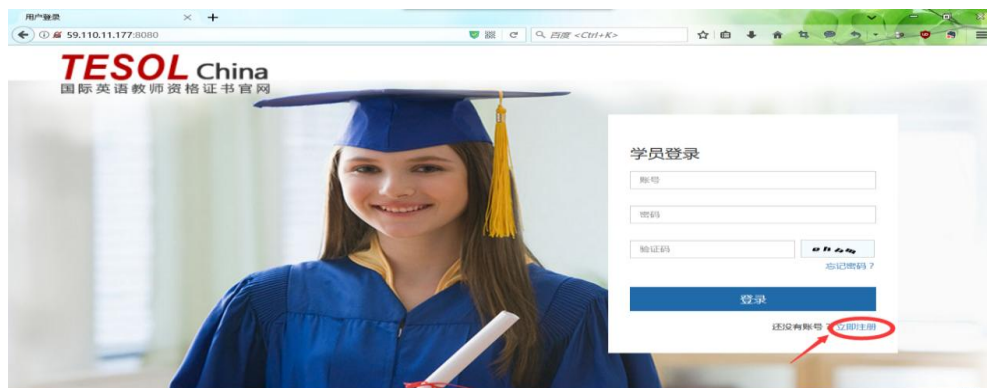 用户登录
59.110.11.177:8080
百度 <Ctrl+K>
TESOL China
国际英语教师资格证书官网
学员登录
账号
密码
验证码
忘记密码？
登录
还没有账号？立即注册